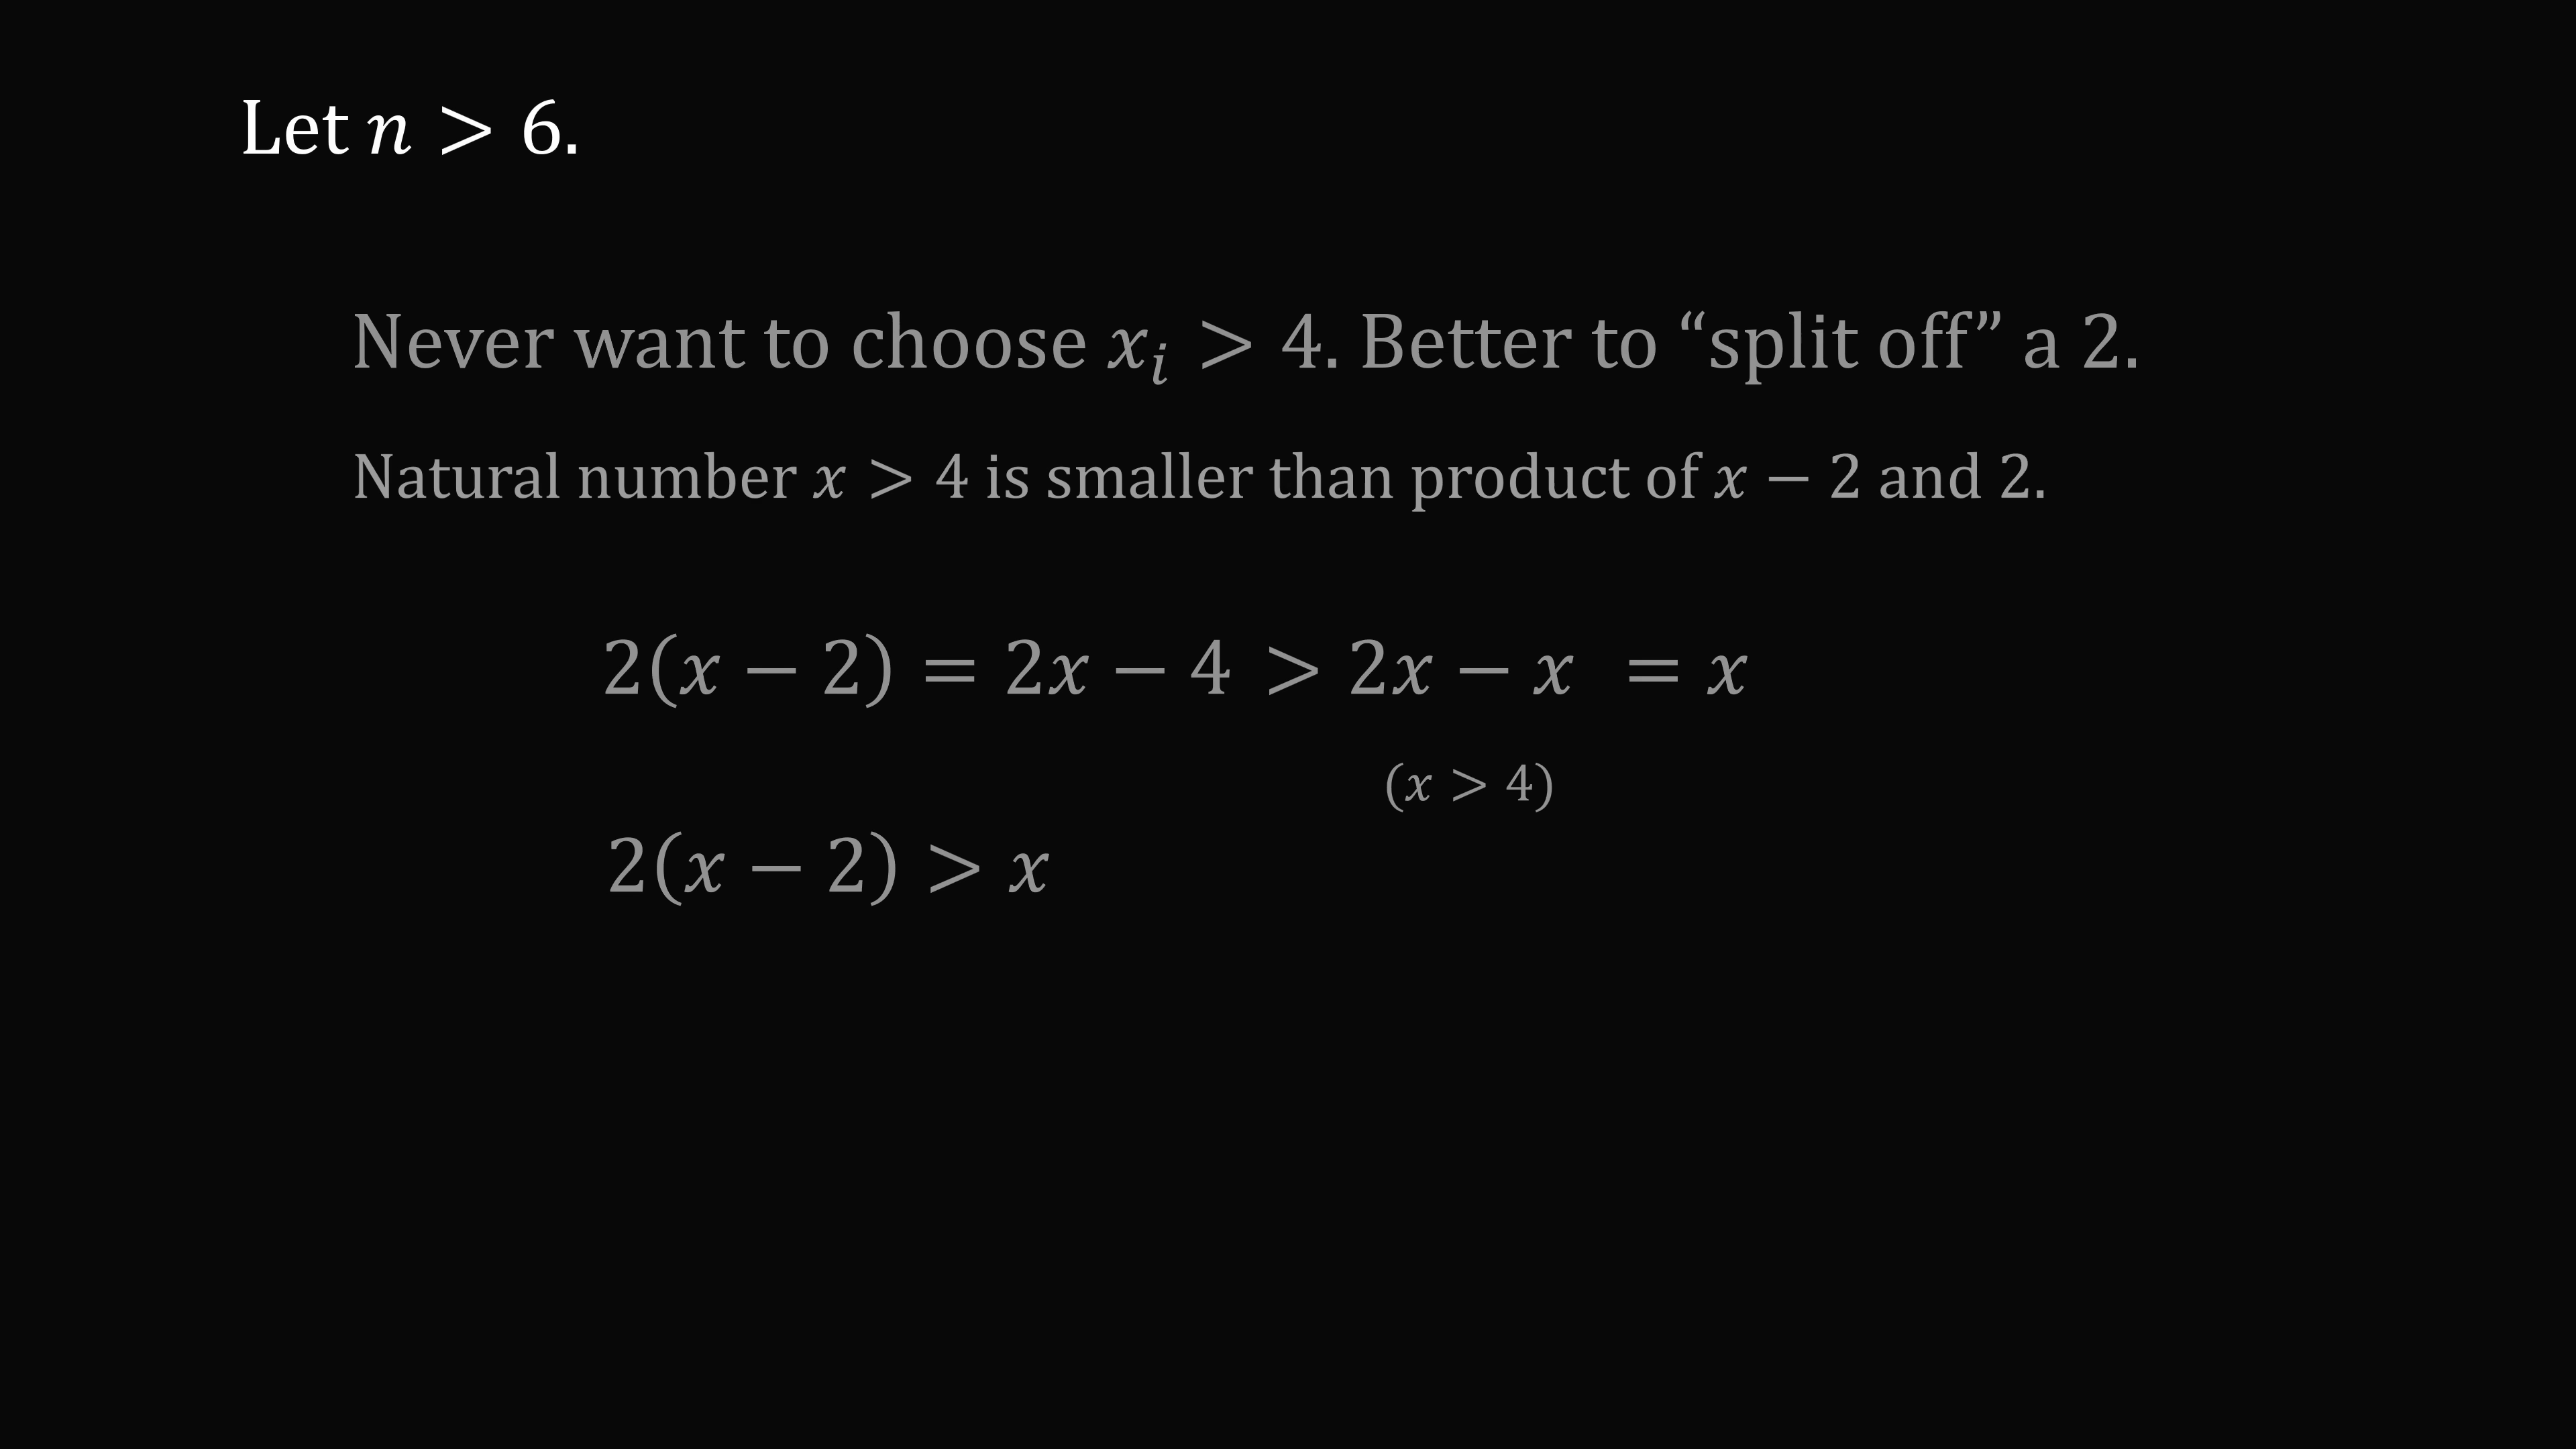 Let n > 6.
Never want to choose xᵢ > 4. Better to “split off” a 2.
Natural number x > 4 is smaller than product of x − 2 and 2.
2(x − 2) = 2x − 4 > 2x − x = x
(x > 4)
2(x − 2) > x